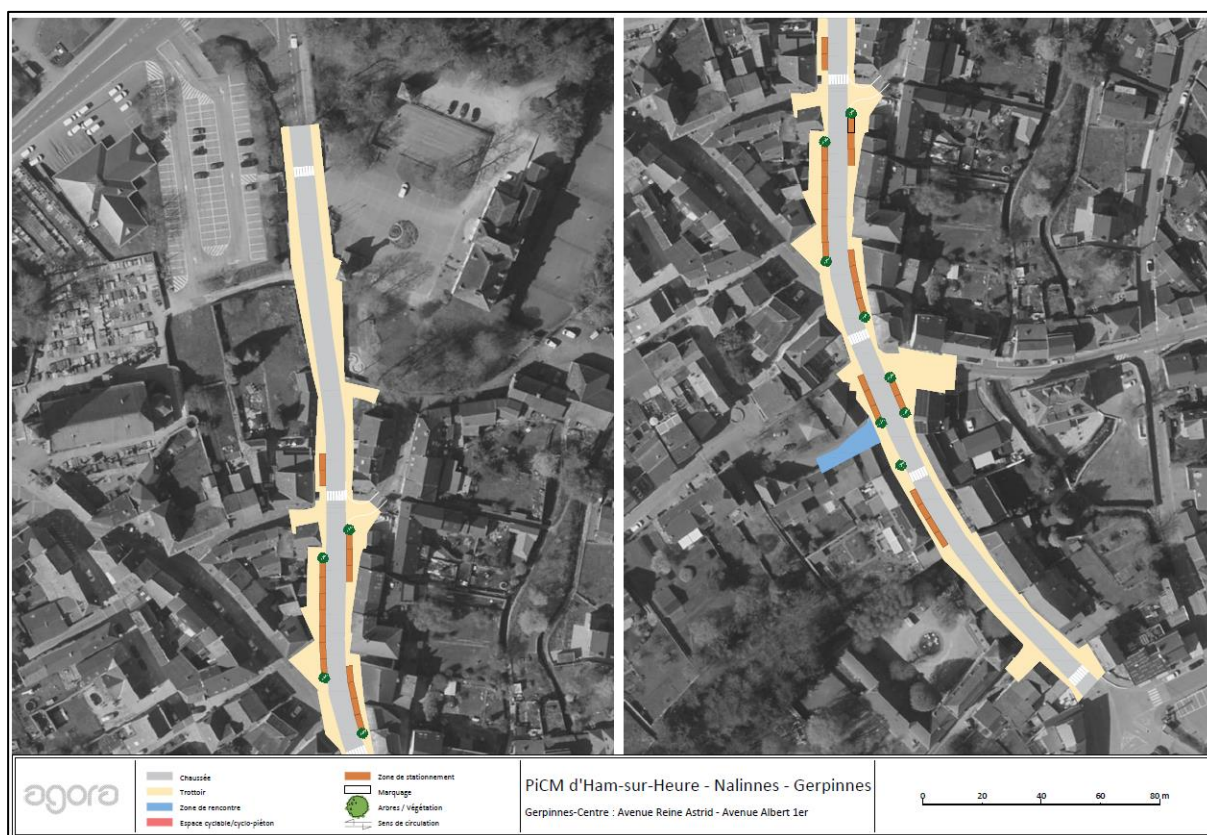 agora
Chaussée
Trottoir
Zone de rencontre
Espace cyclable/cyclo-piéton
Zone de stationnement
Marquage
Arbres / Végétation
Sens de circulation
PiCM d'Ham-sur-Heure - Nalinnes - Gerpinnes
Gerpinnes-Centre : Avenue Reine Astrid - Avenue Albert 1er
0 20 40 60 80 m